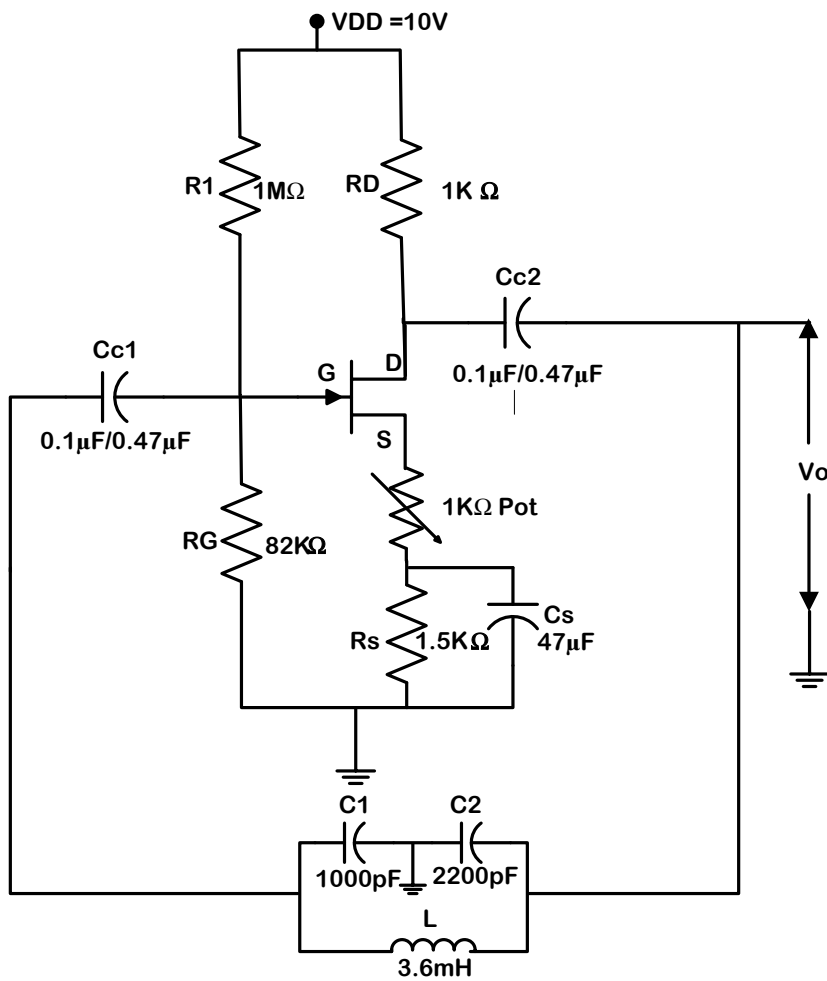 VDD =10V
R1
1MΩ
RD
1K Ω
Cc2
0.1µF/0.47µF
Cc1
0.1µF/0.47µF
G
D
S
1KΩ Pot
Vo
RG
82KΩ
Rs
1.5KΩ
Cs
47µF
C1
1000pF
C2
2200pF
L
3.6mH